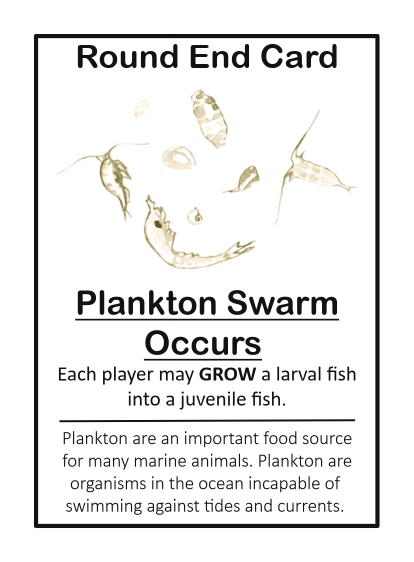 Round End Card
Plankton Swarm
Occurs
Each player may GROW a larval fish
into a juvenile fish.
Plankton are an important food source
for many marine animals. Plankton are
organisms in the ocean incapable of
swimming against tides and currents.